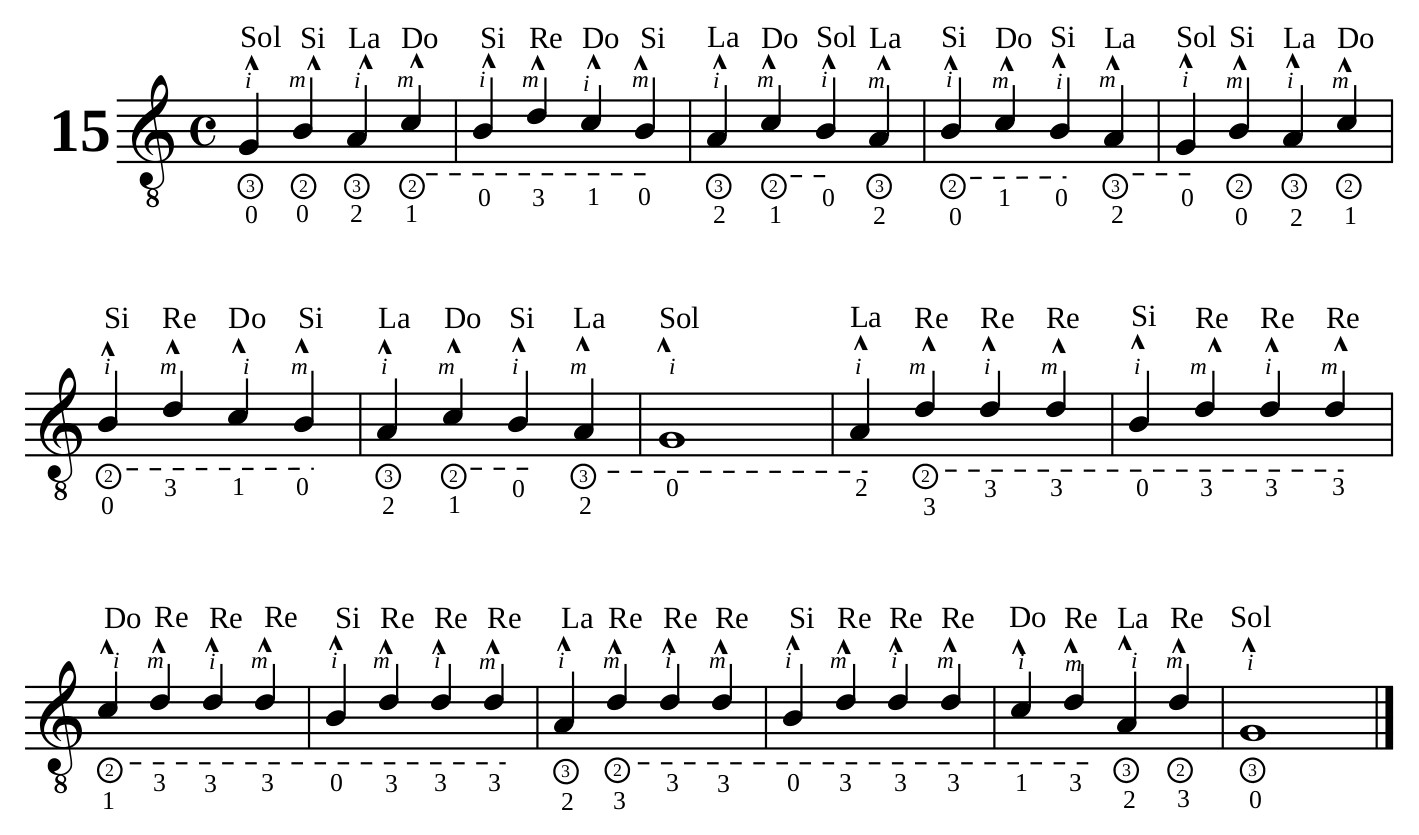 Sol Si La Do Si Re Do Si La Do Sol La Si Do Si La Sol Si La Do
i m i m i m i m i m i m i m i m i m i m
15
8
3 2 3 2 3 2 3 2 3 2 3 2
0 0 2 1 0 3 1 0 2 1 0 2 0 1 0 2 0 0 2 1
Si Re Do Si La Do Si La Sol La Re Re Re Si Re Re Re
i m i m i m i m i i m i m i m i m
8
2 3 2 3 2
0 3 1 0 2 1 0 2 0 2 3 3 3 0 3 3 3
Do Re Re Re Si Re Re Re La Re Re Re Si Re Re Re Do Re La Re Sol
i m i m i m i m i m i m i m i m i m i m i
8
2 3 2 3 2 3
1 3 3 3 0 3 3 3 2 3 3 3 0 3 3 3 1 3 2 3 0